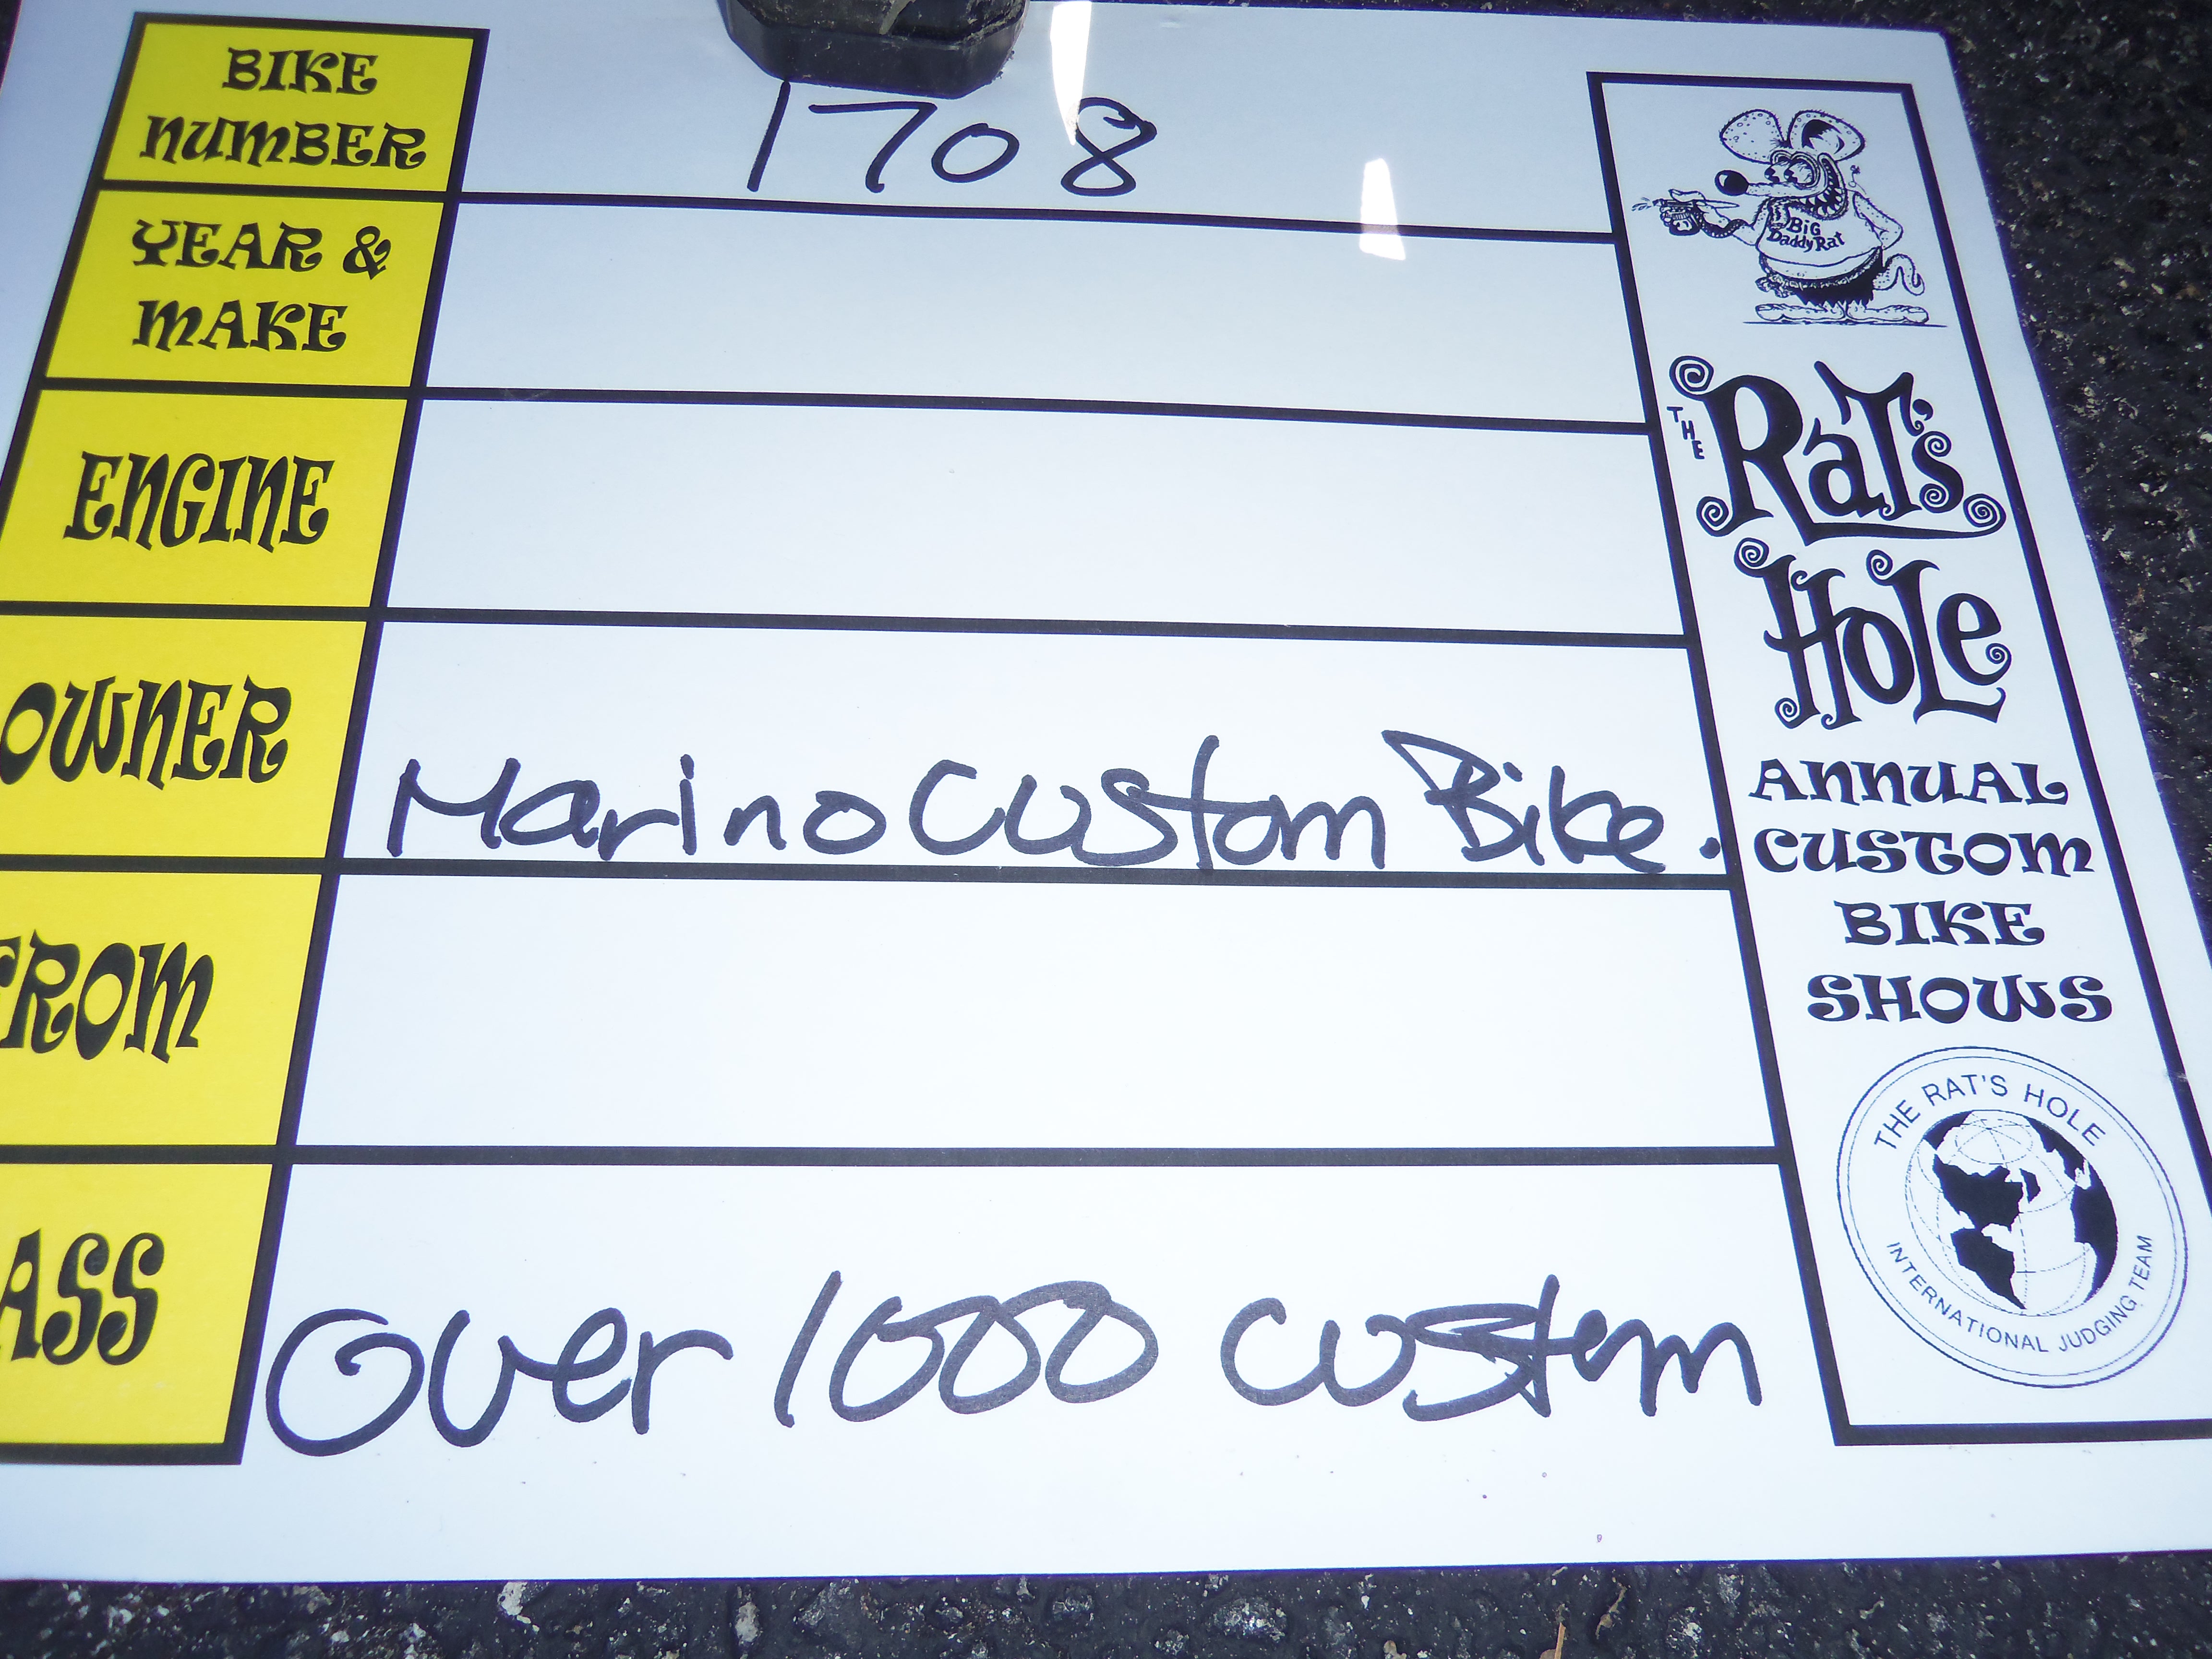 BIKE
NUMBER
1708
YEAR &
MAKE
ENGINE
OWNER
Marino Custom Bike.
FROM
ASS
Over 1000 Custom
BiG
Daddy Rat
THE
RaT's
HoLe
ANNUAL
CUSTOM
BIKE
SHOWS
THE RAT'S HOLE
INTERNATIONAL JUDGING TEAM